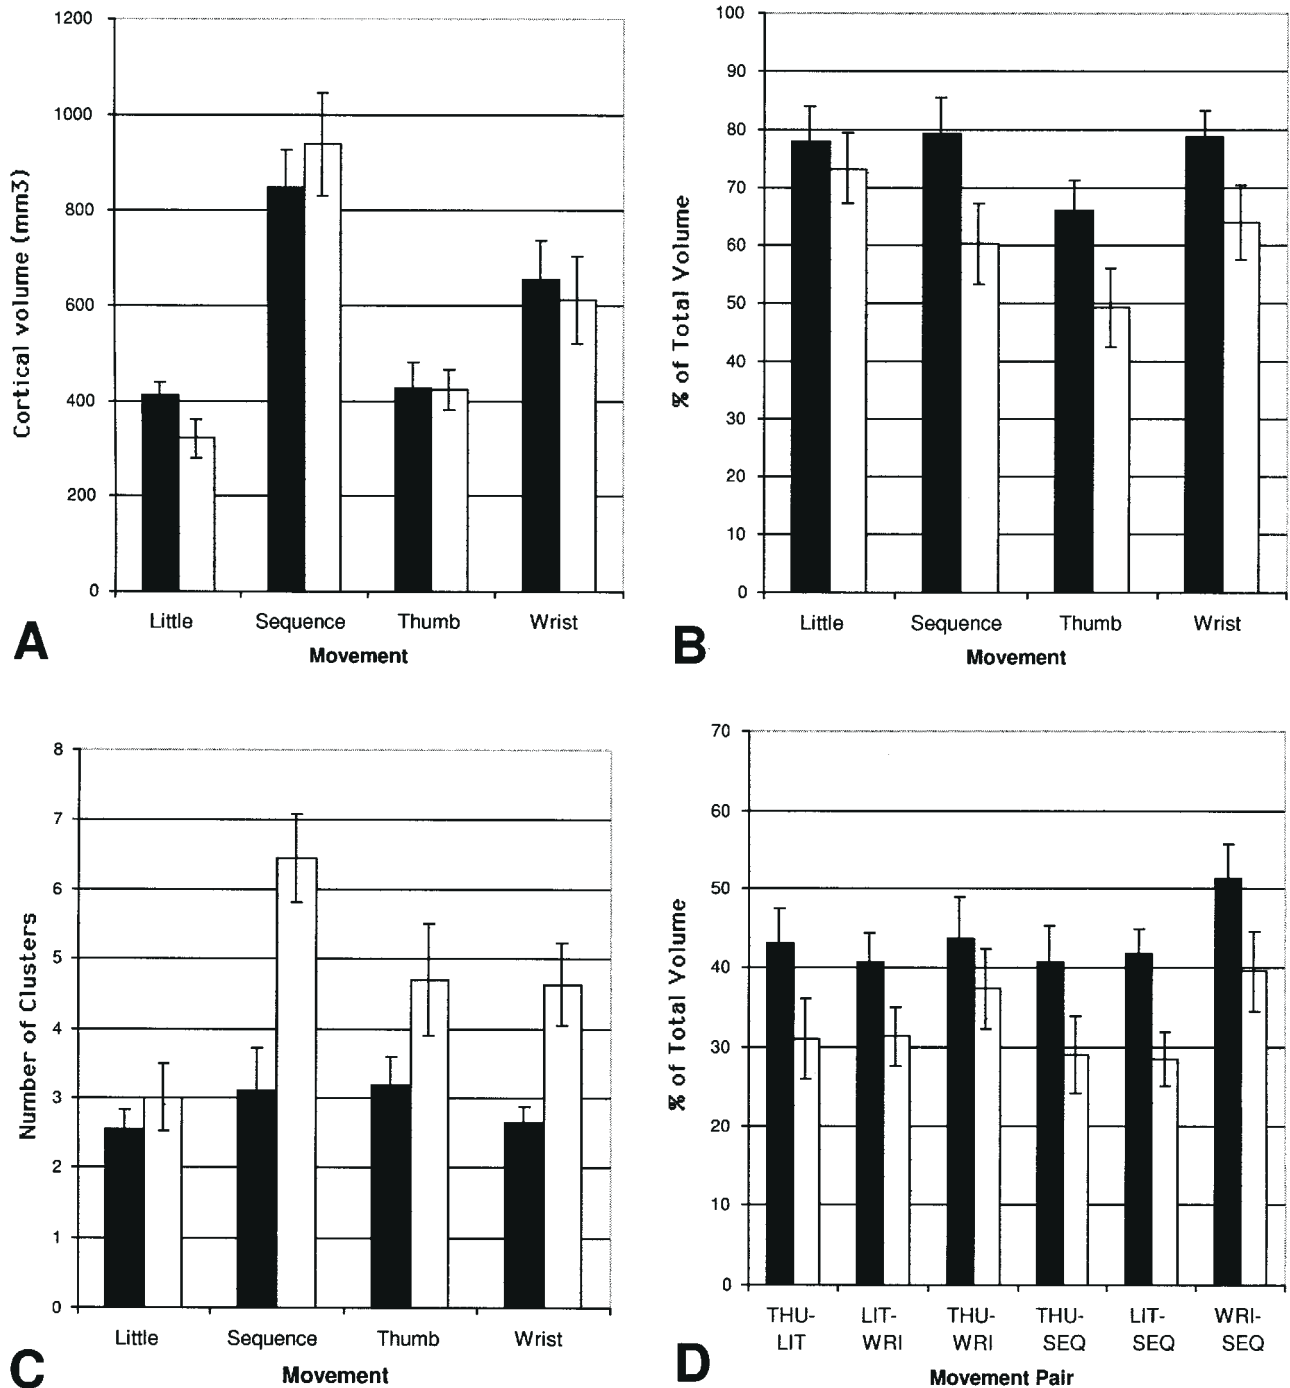 1200
1000
800
600
400
200
0
Cortical volume (mm3)
Little Sequence Thumb Wrist
Movement
A
100
90
80
70
60
50
40
30
20
10
0
% of Total Volume
Little Sequence Thumb Wrist
Movement
B
8
7
6
5
4
3
2
1
0
Number of Clusters
Little Sequence Thumb Wrist
Movement
C
70
60
50
40
30
20
10
0
% of Total Volume
THU- LIT- THU- THU- LIT- WRI-
LIT WRI WRI SEQ SEQ SEQ
Movement Pair
D